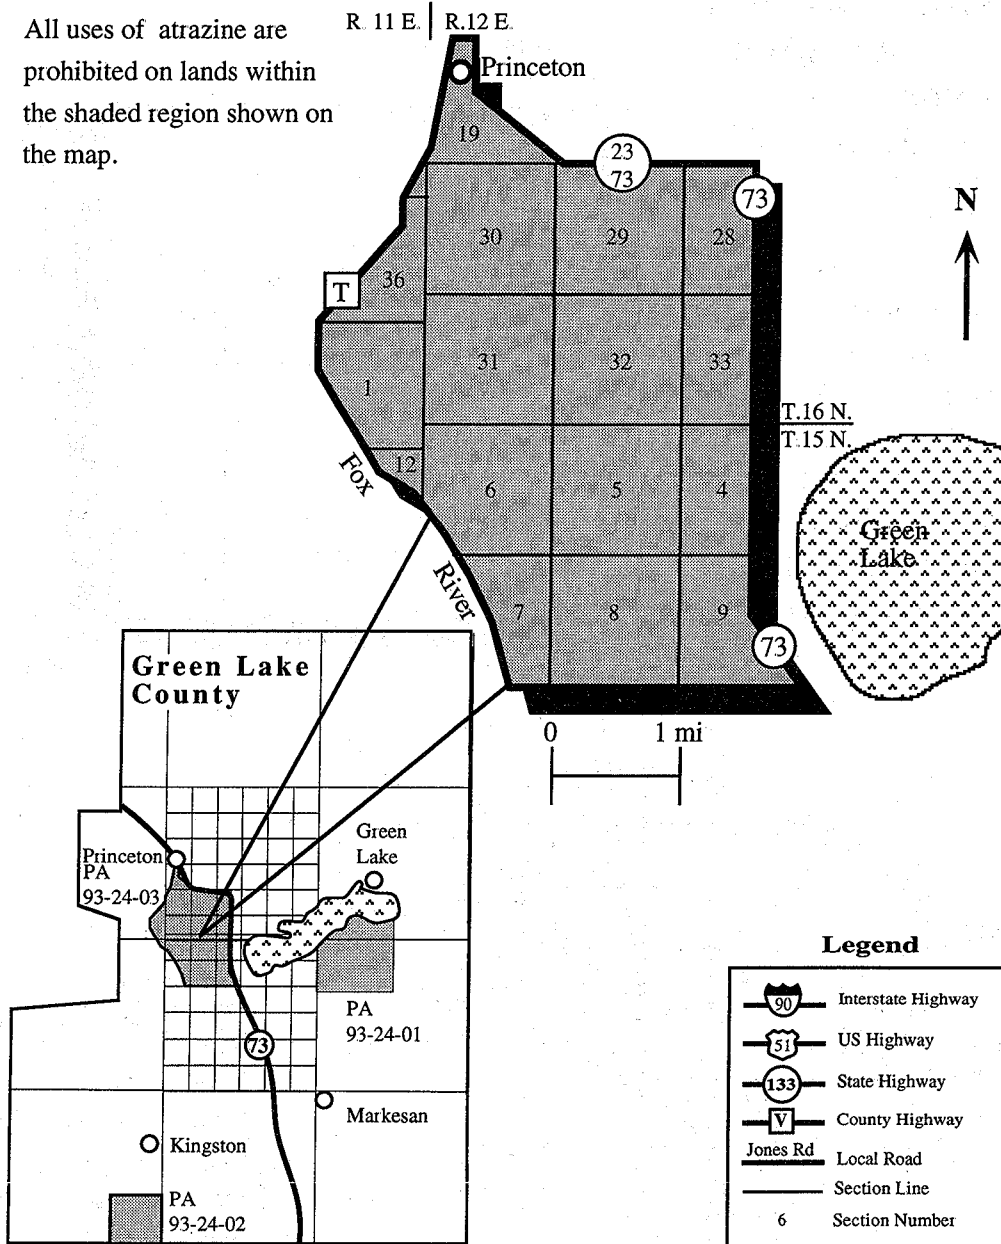 All uses of atrazine are
prohibited on lands within
the shaded region shown on
the map.
R. 11 E. R.12 E.
Princeton
19
23
73
73
N
30
29
28
36
T
31
32
33
1
T.16 N.
T.15 N.
12
6
5
4
Fox
River
Green
Lake
7
8
9
73
0
1 mi
Green Lake
County
Green
Lake
Princeton
PA
93-24-03
PA
93-24-01
73
Markesan
Kingston
PA
93-24-02
Legend
90 Interstate Highway
51 US Highway
133 State Highway
V County Highway
Jones Rd Local Road
Section Line
6 Section Number